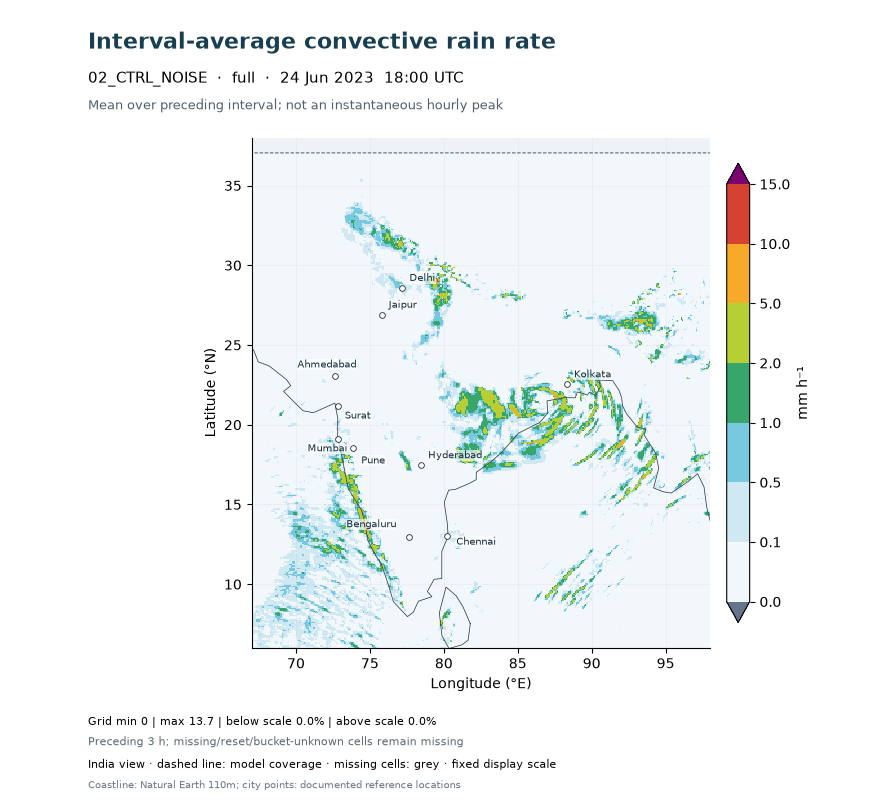 Interval-average convective rain rate
02_CTRL_NOISE · full · 24 Jun 2023 18:00 UTC
Mean over preceding interval; not an instantaneous hourly peak
35
30
25
20
15
10
Latitude (°N)
70
75
80
85
90
95
Longitude (°E)
Delhi
Jaipur
Ahmedabad
Kolkata
Surat
Mumbai
Pune
Hyderabad
Bengaluru
Chennai
15.0
10.0
5.0
2.0
1.0
0.5
0.1
0.0
mm h⁻¹
Grid min 0 | max 13.7 | below scale 0.0% | above scale 0.0%
Preceding 3 h; missing/reset/bucket-unknown cells remain missing
India view · dashed line: model coverage · missing cells: grey · fixed display scale
Coastline: Natural Earth 110m; city points: documented reference locations